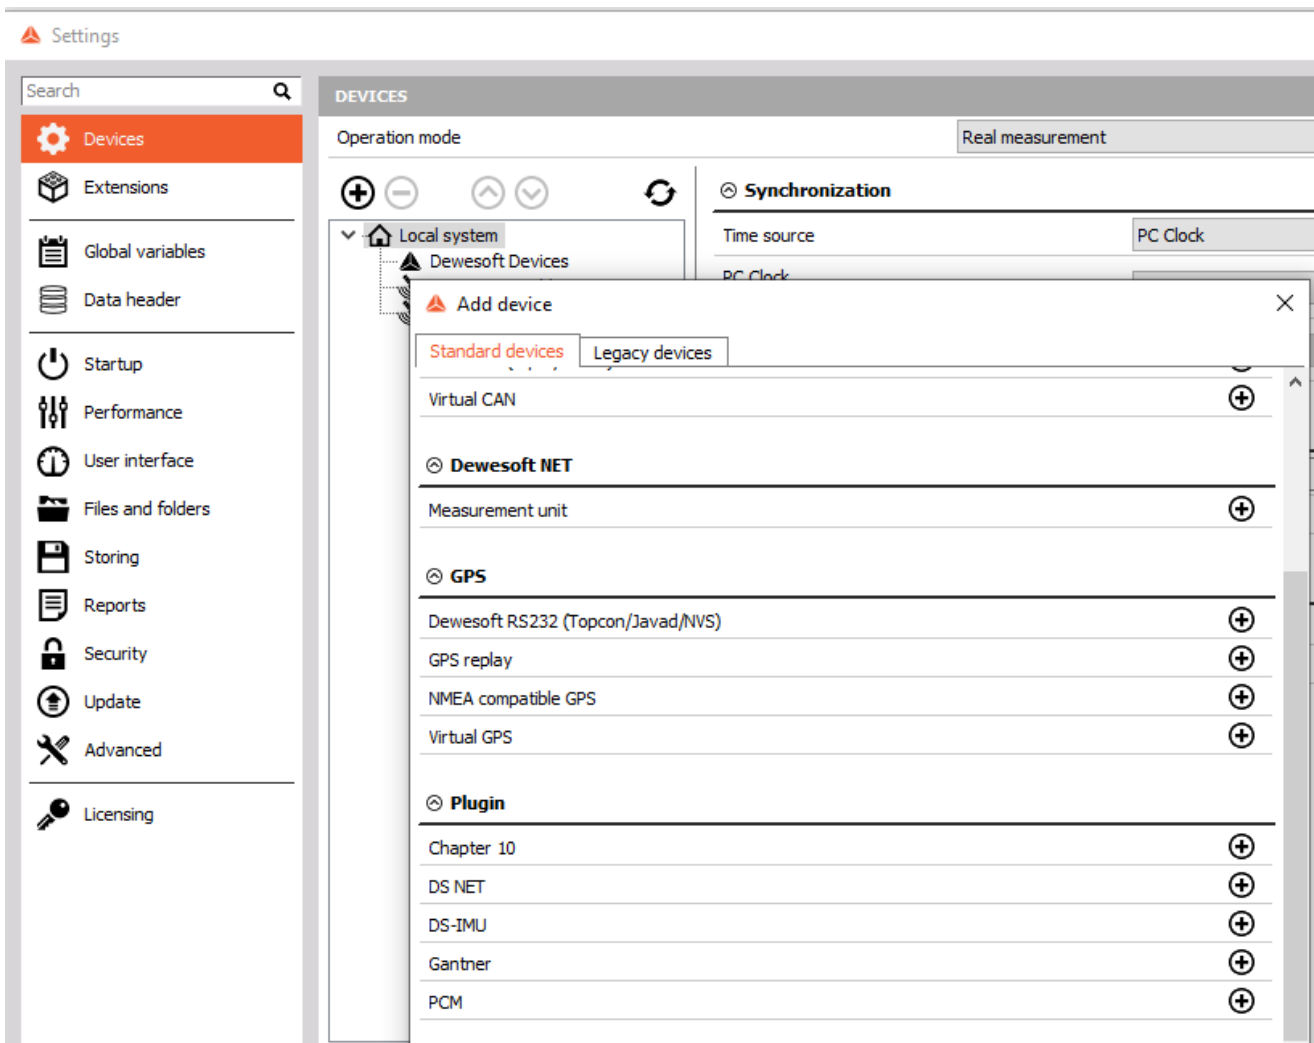 Settings
Search
Devices
Extensions
Global variables
Data header
Startup
Performance
User interface
Files and folders
Storing
Reports
Security
Update
Advanced
Licensing
DEVICES
Operation mode
Real measurement
Local system
Dewesoft Devices
Synchronization
Time source
PC Clock
PC Clock
Add device
Standard devices
Legacy devices
Virtual CAN
Dewesoft NET
Measurement unit
GPS
Dewesoft RS232 (Topcon/Javad/NVS)
GPS replay
NMEA compatible GPS
Virtual GPS
Plugin
Chapter 10
DS NET
DS-IMU
Gantner
PCM